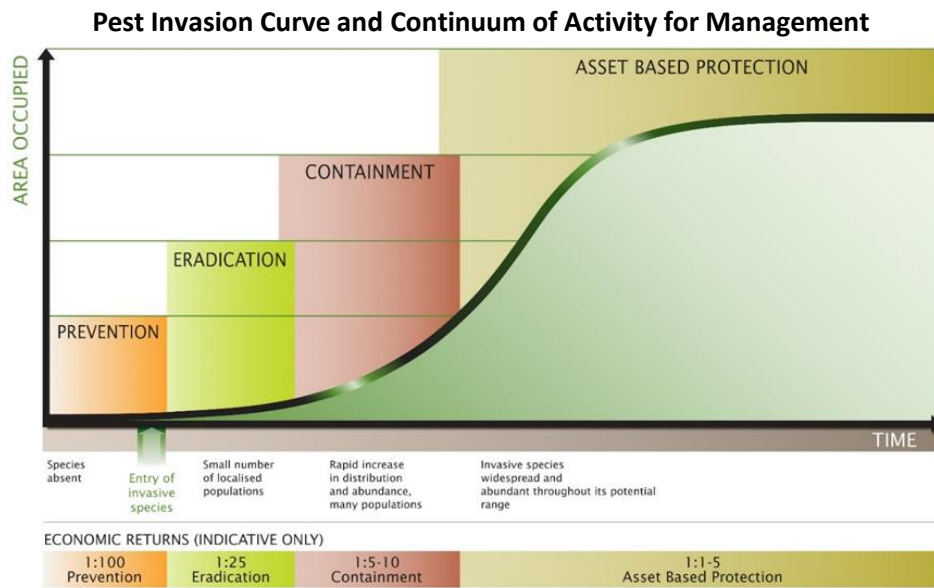 Pest Invasion Curve and Continuum of Activity for Management
AREA OCCUPIED
ASSET BASED PROTECTION
CONTAINMENT
ERADICATION
PREVENTION
TIME
Species
absent
Entry of
invasive
species
Small number
of localised
populations
Rapid increase
in distribution
and abundance,
many populations
Invasive species
widespread and
abundant throughout its potential
range
ECONOMIC RETURNS (INDICATIVE ONLY)
1:100
Prevention
1:25
Eradication
1:5-10
Containment
1:1-5
Asset Based Protection